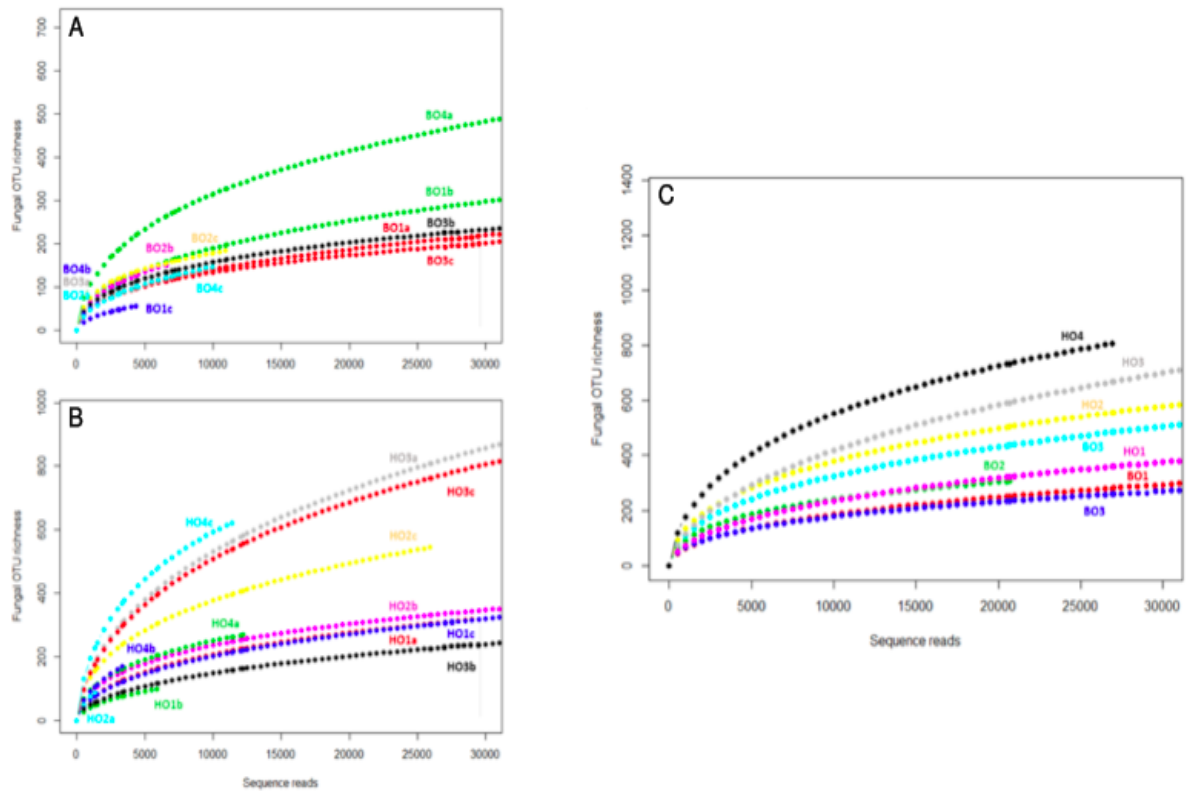 A
Fungal OTU richness
700
600
500
400
300
200
100
0
BO4a
BO1b
BO3b
BO1a
BO2c
BO2b
BO3c
BO4b
BO3a
BO4c
BO1c
0 5000 10000 15000 20000 25000 30000
B
Fungal OTU richness
1000
800
600
400
200
0
HO3a
HO3c
HO4c
HO2c
HO2b
HO4a
HO1c
HO1a
HO4b
HO3b
HO1b
HO2a
0 5000 10000 15000 20000 25000 30000
Sequence reads
C
Fungal OTU richness
1400
1200
1000
800
600
400
200
0
HO4
HO3
HO2
HO1
BO2
BO1
BO3
0 5000 10000 15000 20000 25000 30000
Sequence reads